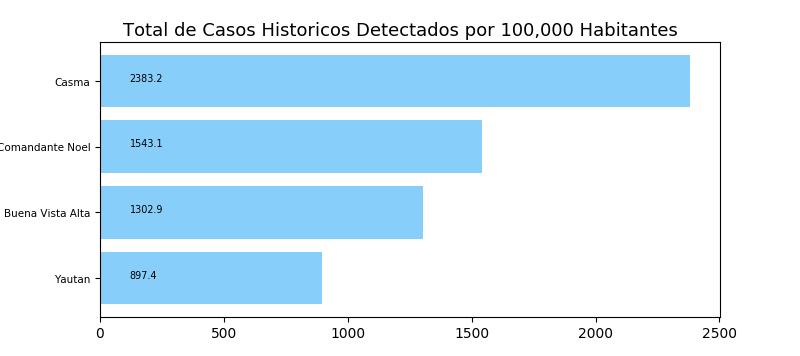 Total de Casos Historicos Detectados por 100,000 Habitantes
Casma
2383.2
Comandante Noel
1543.1
Buena Vista Alta
1302.9
Yautan
897.4
0 500 1000 1500 2000 2500